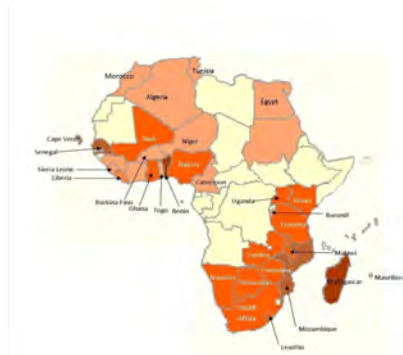 Tunisia
Morocco
Algeria
Egypt
Cape Verde
Mali
Niger
Senegal
Sierra Leone
Liberia
Nigeria
Cameroon
Burkina Faso
Ghana
Togo
Benin
Uganda
Kenya
Burundi
Tanzania
Malawi
Zambia
Madagascar
Mauritius
Namibia
South
Africa
Mozambique
Lesotho